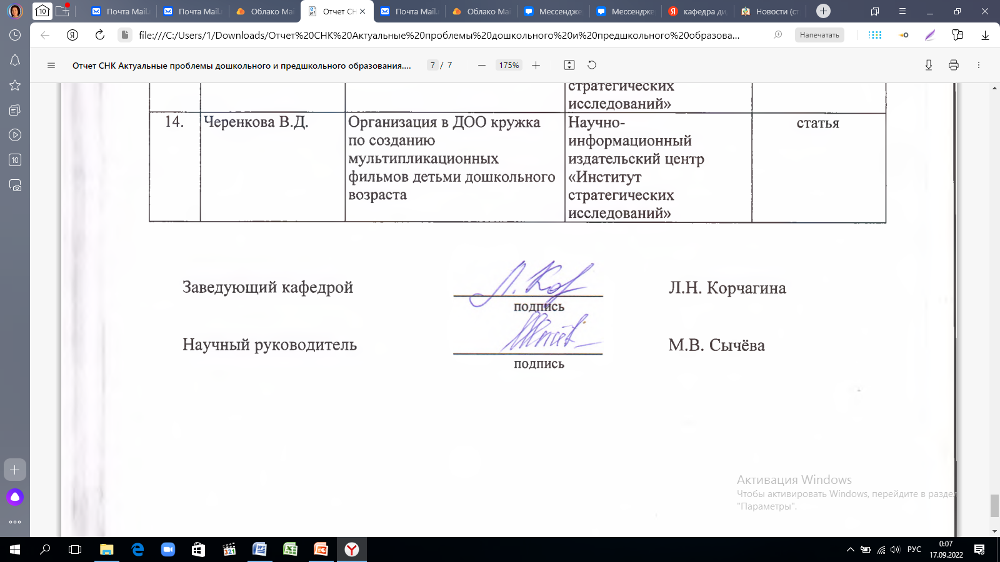 10
Почта Mail.
Почта Mail.
Облако Mai
Отчет СН
Почта Mail.
Облако Mai
Мессендже
Мессендже
Я
кафедра ди
Новости (ст
Я
file:///C:/Users/1/Downloads/Отчет%20СНК%20Актуальные%20проблемы%20дошкольного%20и%20предшкольного%20образова...
Напечатать
Отчет СНК Актуальные проблемы дошкольного и предшкольного образования....
7 / 7
175%
10
стратегических
исследований»
14.
Черенкова В.Д.
Организация в ДОО кружка
по созданию
мультипликационных
фильмов детьми дошкольного
возраста
Научно-
информационный
издательский центр
«Институт
стратегических
исследований»
статья
Заведующий кафедрой
Л. Кор
подпись
Л.Н. Корчагина
Научный руководитель
подпись
М.В. Сычёва
Активация Windows
Чтобы активировать Windows, перейдите в раздел
"Параметры".
321
РУС
0:07
17.09.2022